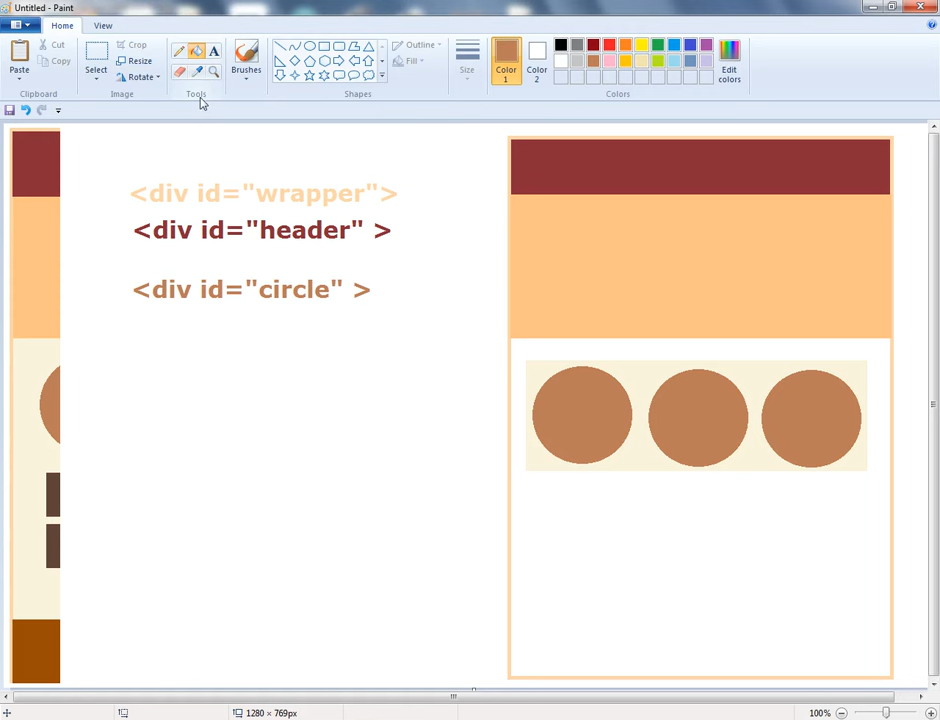 Untitled - Paint
Home View
Cut Crop Outline
Resize Fill
Paste Copy Select Rotate Brushes Size Color 1 Color 2 Edit colors
Clipboard Image Tools Shapes Colors
<div id="wrapper">
<div id="header" >
<div id="circle" >
1280 × 769px 100%